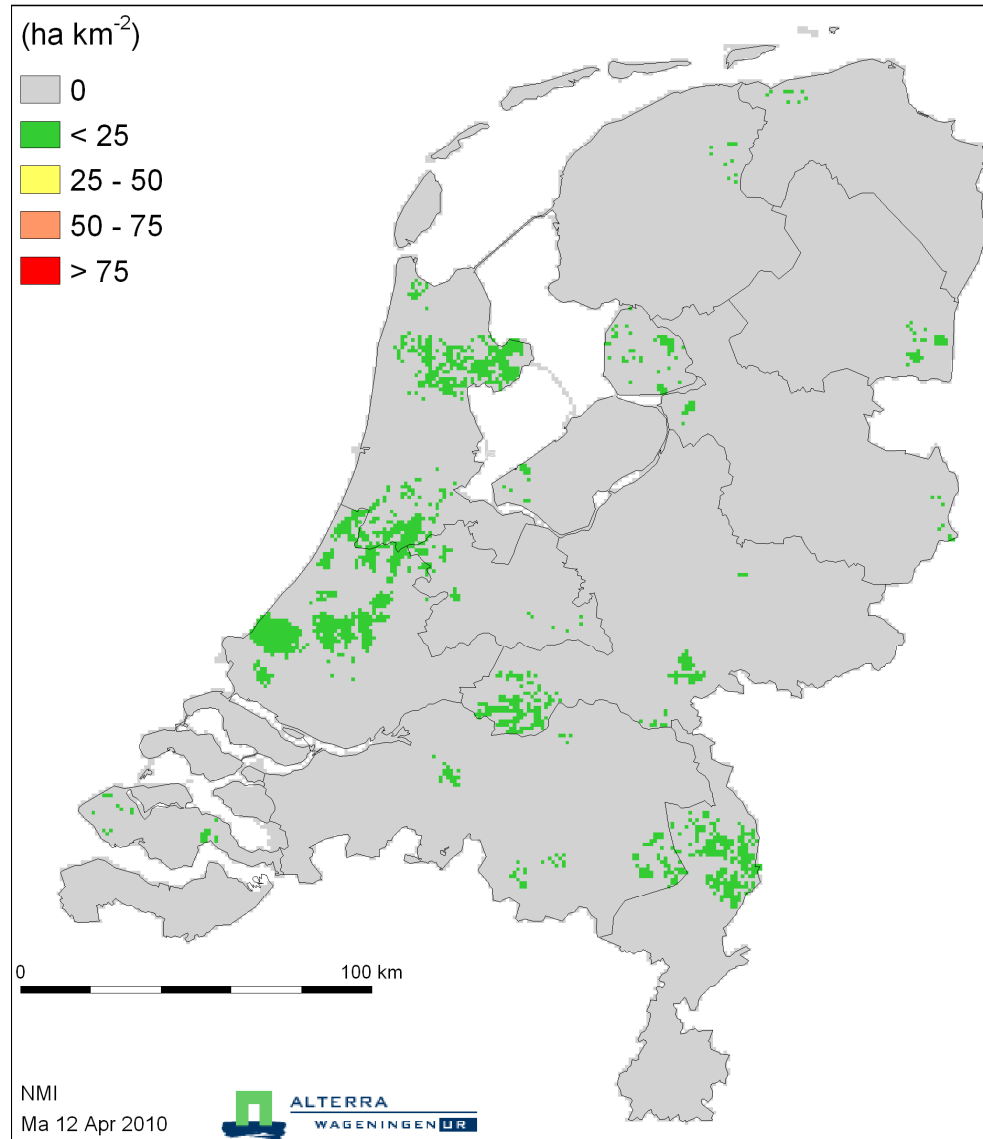 (ha km⁻²)
0
< 25
25 - 50
50 - 75
> 75
0 100 km
NMI
Ma 12 Apr 2010
ALTERRA
WAGENINGEN UR